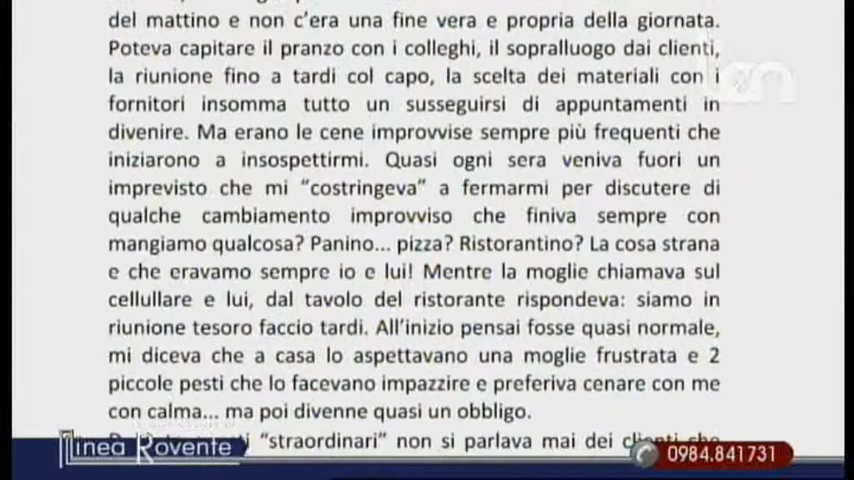 del mattino e non c'era una fine vera e propria della giornata.
Poteva capitare il pranzo con i colleghi, il sopralluogo dai clienti,
la riunione fino a tardi col capo, la scelta dei materiali con i
fornitori insomma tutto un susseguirsi di appuntamenti in
divenire. Ma erano le cene improvvise sempre più frequenti che
iniziarono a insospettirmi. Quasi ogni sera veniva fuori un
imprevisto che mi "costringeva" a fermarmi per discutere di
qualche cambiamento improvviso che finiva sempre con
mangiamo qualcosa? Panino... pizza? Ristorantino? La cosa strana
e che eravamo sempre io e lui! Mentre la moglie chiamava sul
cellullare e lui, dal tavolo del ristorante rispondeva: siamo in
riunione tesoro faccio tardi. All'inizio pensai fosse quasi normale,
mi diceva che a casa lo aspettavano una moglie frustrata e 2
piccole pesti che lo facevano impazzire e preferiva cenare con me
con calma... ma poi divenne quasi un obbligo.
"straordinari" non si parlava mai dei clienti che
Linea Rovente
0984.841731